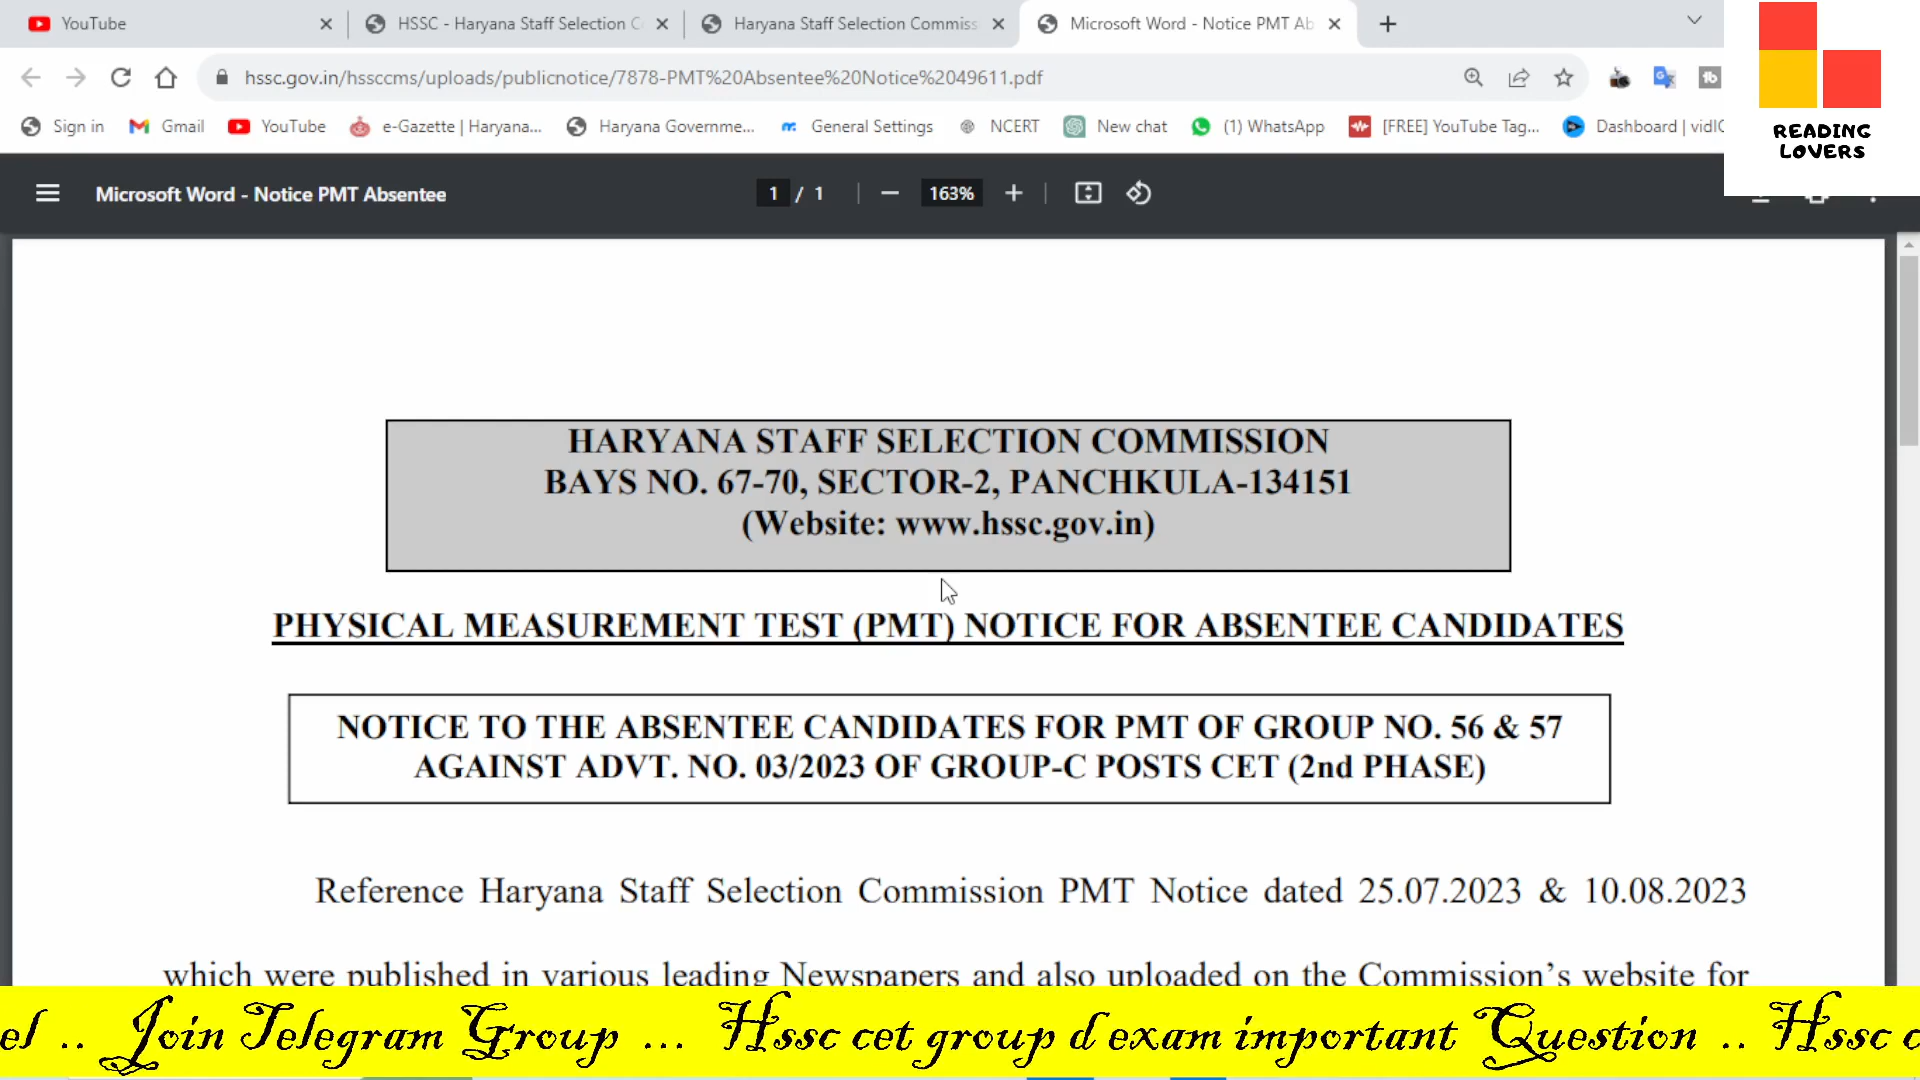 YouTube
HSSC - Haryana Staff Selection C
Haryana Staff Selection Commiss
Microsoft Word - Notice PMT Ab
hssc.gov.in/hssccms/uploads/publicnotice/7878-PMT%20Absentee%20Notice%2049611.pdf
Sign in
Gmail
YouTube
e-Gazette | Haryana...
Haryana Governme...
General Settings
NCERT
New chat
(1) WhatsApp
[FREE] YouTube Tag...
Dashboard | vidIC
READING
LOVERS
Microsoft Word - Notice PMT Absentee
1 / 1
163%
HARYANA STAFF SELECTION COMMISSION
BAYS NO. 67-70, SECTOR-2, PANCHKULA-134151
(Website: www.hssc.gov.in)
PHYSICAL MEASUREMENT TEST (PMT) NOTICE FOR ABSENTEE CANDIDATES
NOTICE TO THE ABSENTEE CANDIDATES FOR PMT OF GROUP NO. 56 & 57
AGAINST ADVT. NO. 03/2023 OF GROUP-C POSTS CET (2nd PHASE)
Reference Haryana Staff Selection Commission PMT Notice dated 25.07.2023 & 10.08.2023
which were published in various leading Newspapers and also uploaded on the Commission's website for
el .. Join Telegram Group ... Hssc cet group d exam important Question .. Hssc c